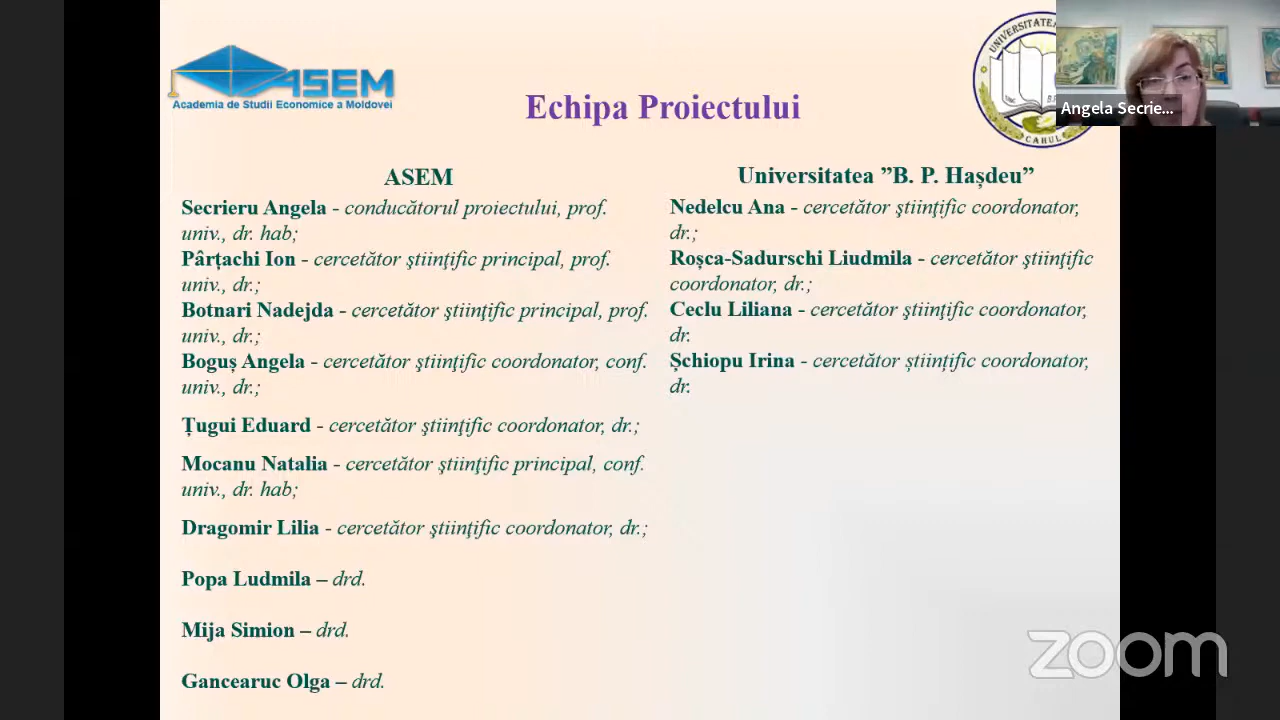 ASEM
Academia de Studii Economice a Moldovei
Echipa Proiectului
UNIVERSITATEA
CAHUL
Angela Secrie...
ASEM
Secrieru Angela - conducătorul proiectului, prof.
univ., dr. hab;
Pârțachi Ion - cercetător ştiinţific principal, prof.
univ., dr.;
Botnari Nadejda - cercetător ştiinţific principal, prof.
univ., dr.;
Boguș Angela - cercetător ştiinţific coordonator, conf.
univ., dr.;
Țugui Eduard - cercetător ştiinţific coordonator, dr.;
Mocanu Natalia - cercetător ştiinţific principal, conf.
univ., dr. hab;
Dragomir Lilia - cercetător ştiinţific coordonator, dr.;
Popa Ludmila – drd.
Mija Simion – drd.
Gancearuc Olga – drd.
Universitatea ”B. P. Hașdeu”
Nedelcu Ana - cercetător ştiinţific coordonator,
dr.;
Roșca-Sadurschi Liudmila - cercetător ştiinţific
coordonator, dr.;
Ceclu Liliana - cercetător ştiinţific coordonator,
dr.
Șchiopu Irina - cercetător științific coordonator,
dr.
zoom